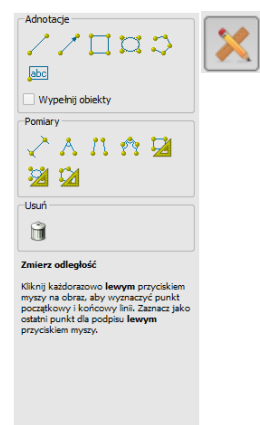 Adnotacje
abc
Wypełnij obiekty
Pomiary
Usuń
Zmierz odległość
Kliknij każdorazowo lewym przyciskiem
myszy na obraz, aby wyznaczyć punkt
początkowy i końcowy linii. Zaznacz jako
ostatni punkt dla podpisu lewym
przyciskiem myszy.